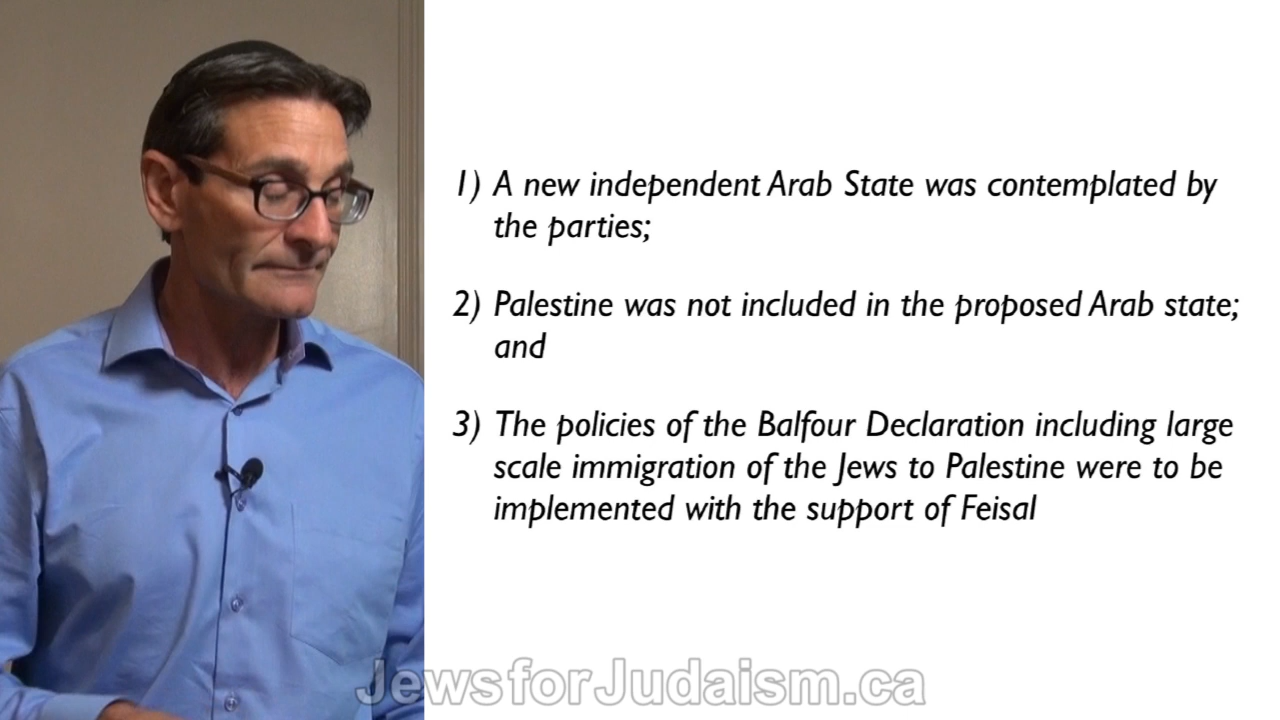 1) A new independent Arab State was contemplated by
the parties;
2) Palestine was not included in the proposed Arab state;
and
3) The policies of the Balfour Declaration including large
scale immigration of the Jews to Palestine were to be
implemented with the support of Feisal
JewsforJudaism.ca